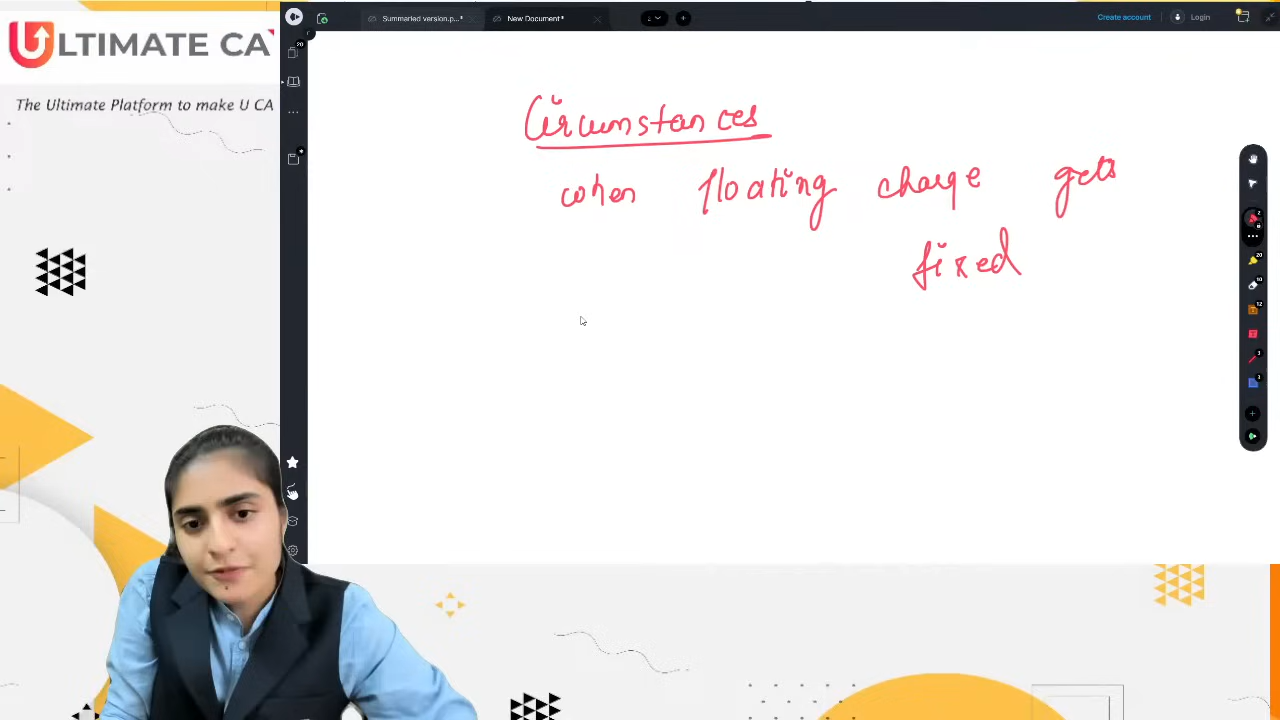 Summaried version.p...*
New Document*
Create account
Login
ULTIMATE CA
The Ultimate Platform to make U CA
Circumstances
when floating charge gets
fixed